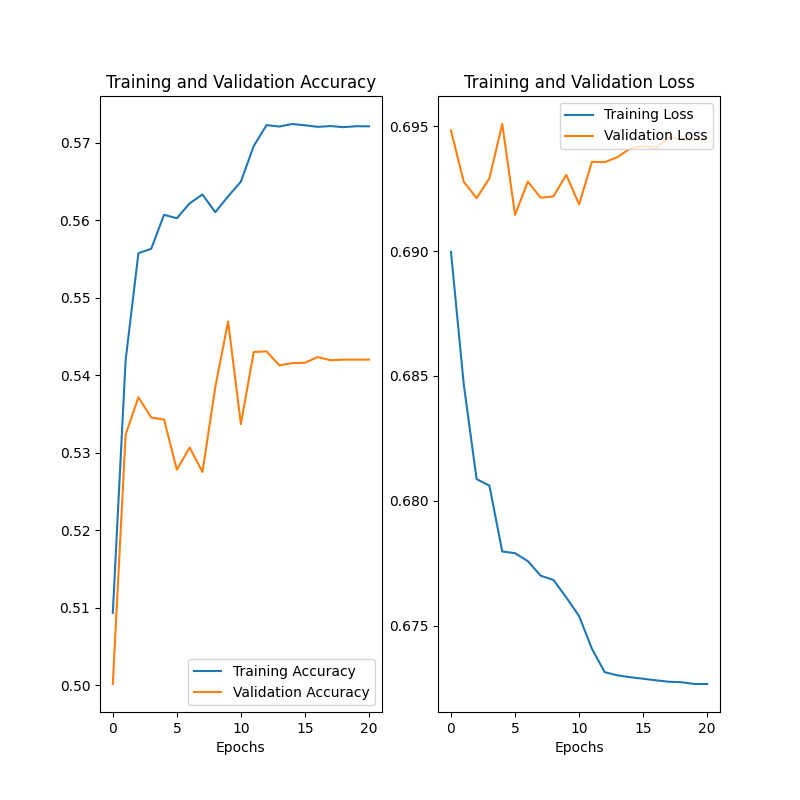 Training and Validation Accuracy
0.57
0.56
0.55
0.54
0.53
0.52
0.51
0.50
Training Accuracy
Validation Accuracy
0 5 10 15 20
Epochs
Training and Validation Loss
Training Loss
Validation Loss
0.695
0.690
0.685
0.680
0.675
0 5 10 15 20
Epochs